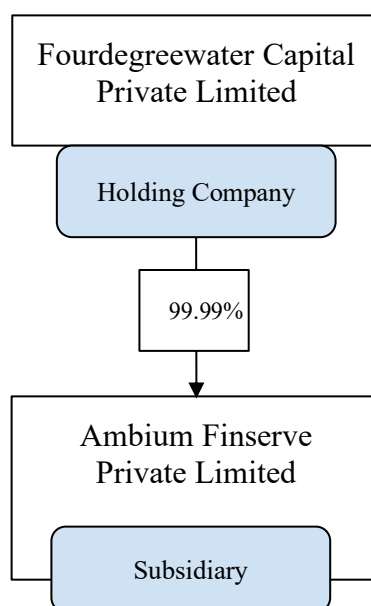 Fourdegreewater Capital
Private Limited
Holding Company
99.99%
Ambium Finserve
Private Limited
Subsidiary